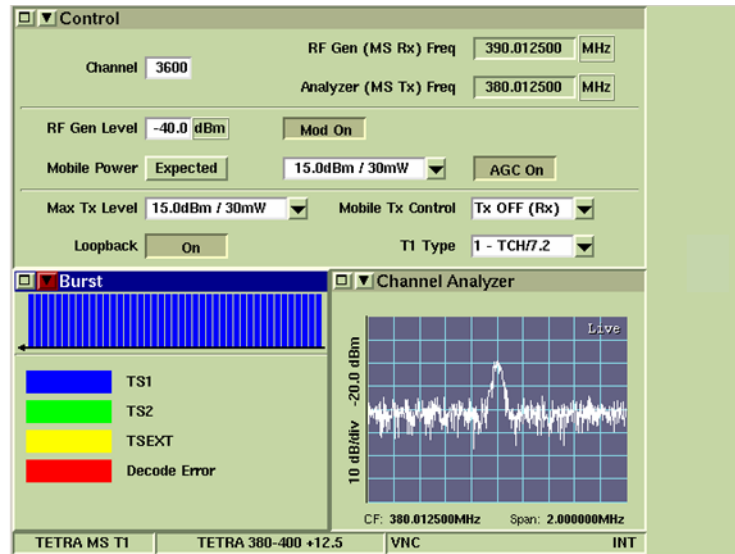 Control
Channel 3600
RF Gen (MS Rx) Freq 390.012500 MHz
Analyzer (MS Tx) Freq 380.012500 MHz
RF Gen Level -40.0 dBm Mod On
Mobile Power Expected 15.0dBm / 30mW AGC On
Max Tx Level 15.0dBm / 30mW Mobile Tx Control Tx OFF (Rx)
Loopback On T1 Type 1 - TCH/7.2
Burst
TS1
TS2
TSEXT
Decode Error
Channel Analyzer
Live
10 dB/div -20.0 dBm
CF: 380.012500MHz Span: 2.000000MHz
TETRA MS T1 TETRA 380-400 +12.5 VNC INT